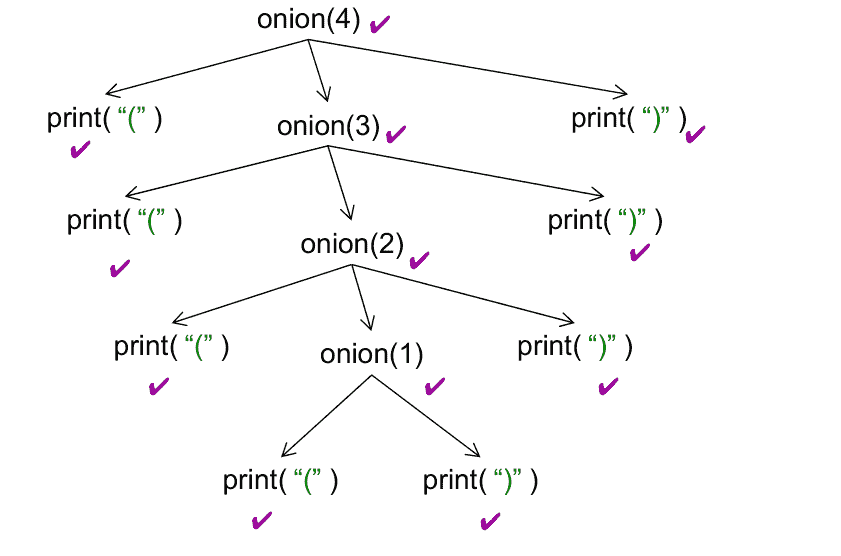 onion(4)
print( “(” )
onion(3)
print( “)” )
print( “(” )
print( “)” )
onion(2)
print( “(” )
onion(1)
print( “)” )
print( “(” )
print( “)” )